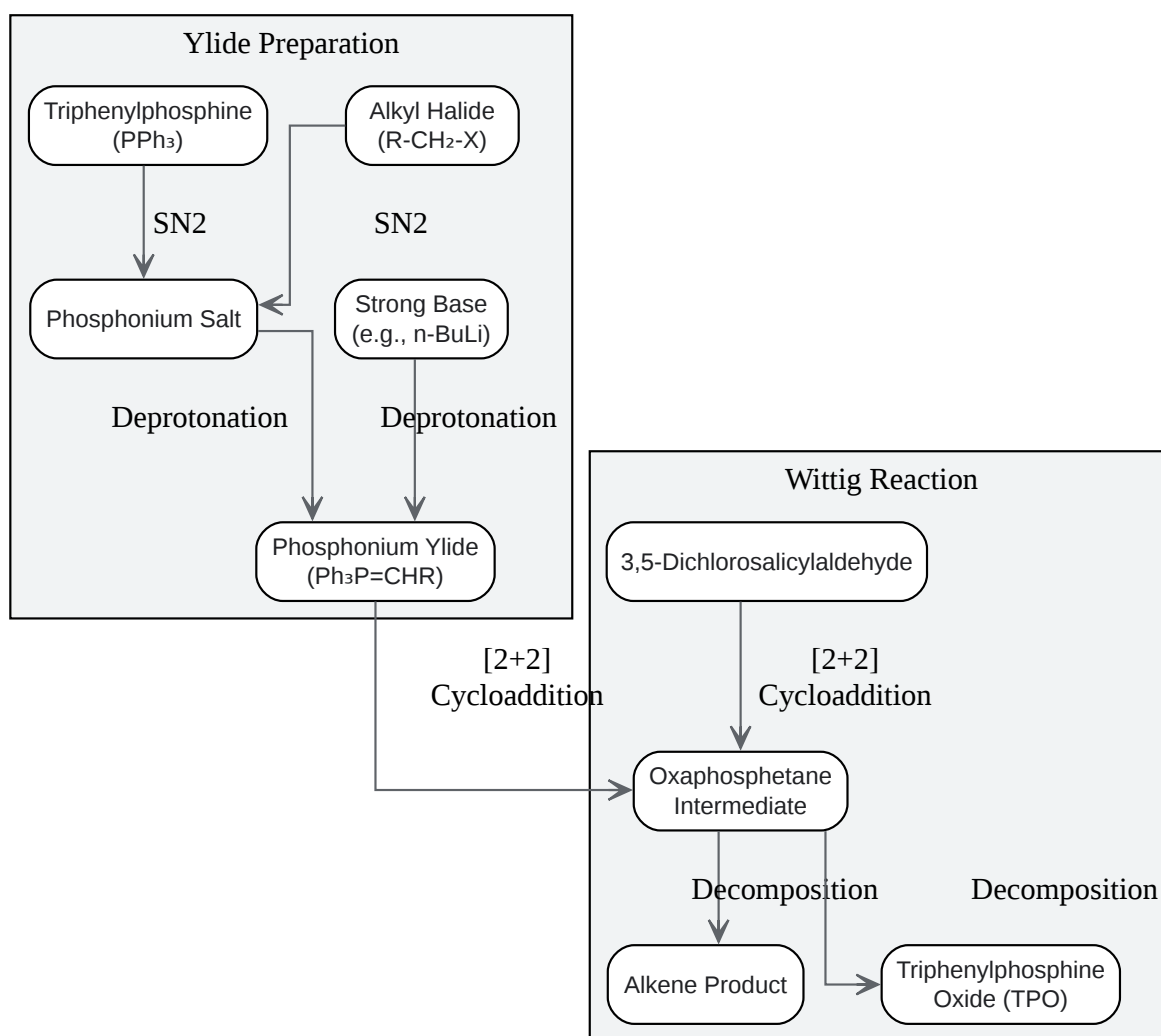 Ylide Preparation
Triphenylphosphine
(PPh₃)
Alkyl Halide
(R-CH₂-X)
SN2
SN2
Phosphonium Salt
Strong Base
(e.g., n-BuLi)
Deprotonation
Deprotonation
Phosphonium Ylide
(Ph₃P=CHR)
Wittig Reaction
3,5-Dichlorosalicylaldehyde
[2+2]
Cycloaddition
[2+2]
Cycloaddition
Oxaphosphetane
Intermediate
Decomposition
Decomposition
Alkene Product
Triphenylphosphine
Oxide (TPO)